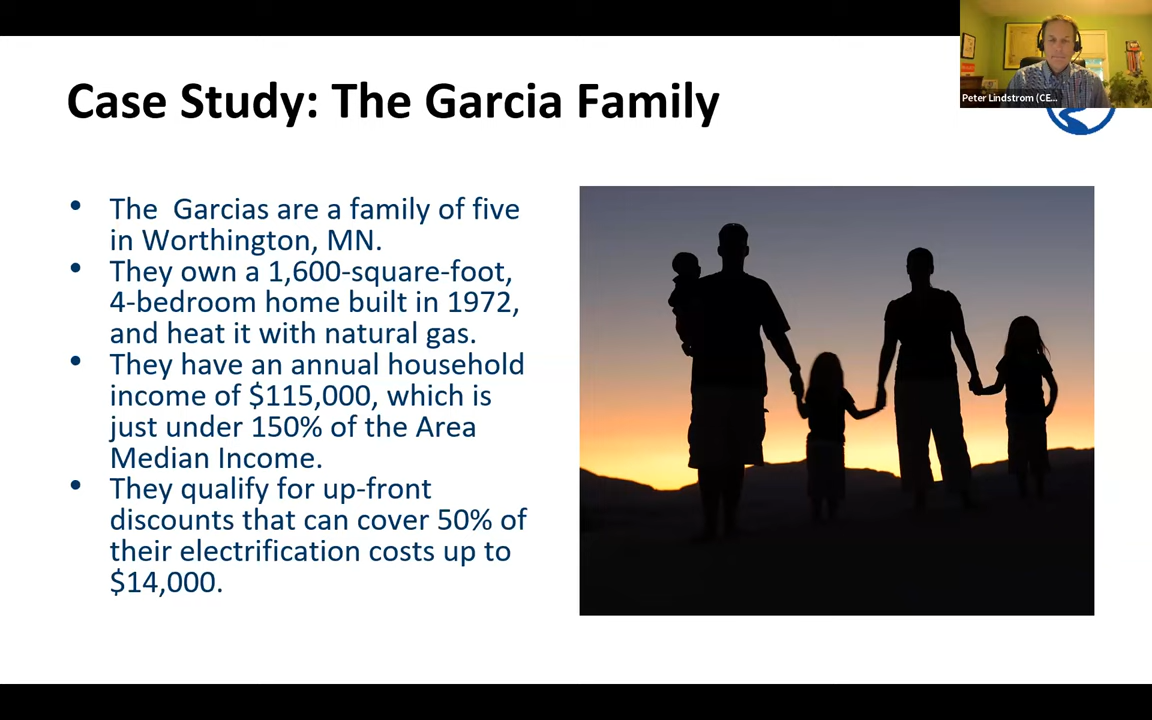 Case Study: The Garcia Family
Peter Lindstrom (CE...
• The  Garcias are a family of five
in Worthington, MN.
• They own a 1,600-square-foot,
4-bedroom home built in 1972,
and heat it with natural gas.
• They have an annual household
income of $115,000, which is
just under 150% of the Area
Median Income.
• They qualify for up-front
discounts that can cover 50% of
their electrification costs up to
$14,000.